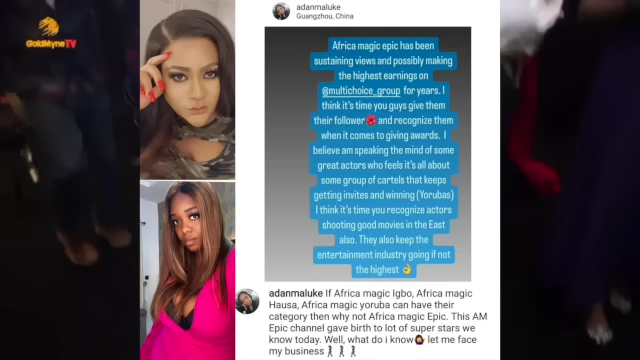 GoldMyneTV
adanmaluke
Guangzhou, China
Africa magic epic has been
sustaining views and possibly making
the highest earnings on
@multichoice_group for years. I
think it's time you guys give them
their follower🌺 and recognize them
when it comes to giving awards. I
believe am speaking the mind of some
great actors who feels it's all about
some group of cartels that keeps
getting invites and winning (Yorubas)
I think it's time you recognize actors
shooting good movies in the East
also. They also keep the
entertainment industry going if not
the highest 👌
adanmaluke If Africa magic Igbo, Africa magic
Hausa, Africa magic yoruba can have their
category then why not Africa magic Epic. This AM
Epic channel gave birth to lot of super stars we
know today. Well, what do i know🤷‍♀️ let me face
my business🚶‍♀️🚶‍♀️🚶‍♀️